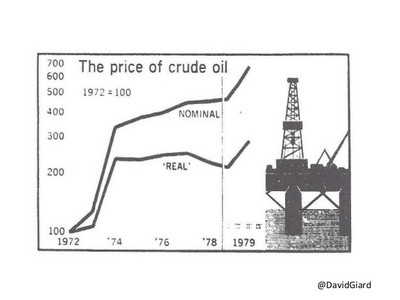 The price of crude oil
1972 = 100
700
600
500
400
300
200
100
NOMINAL
'REAL'
1972 '74 '76 '78 1979
@DavidGiard